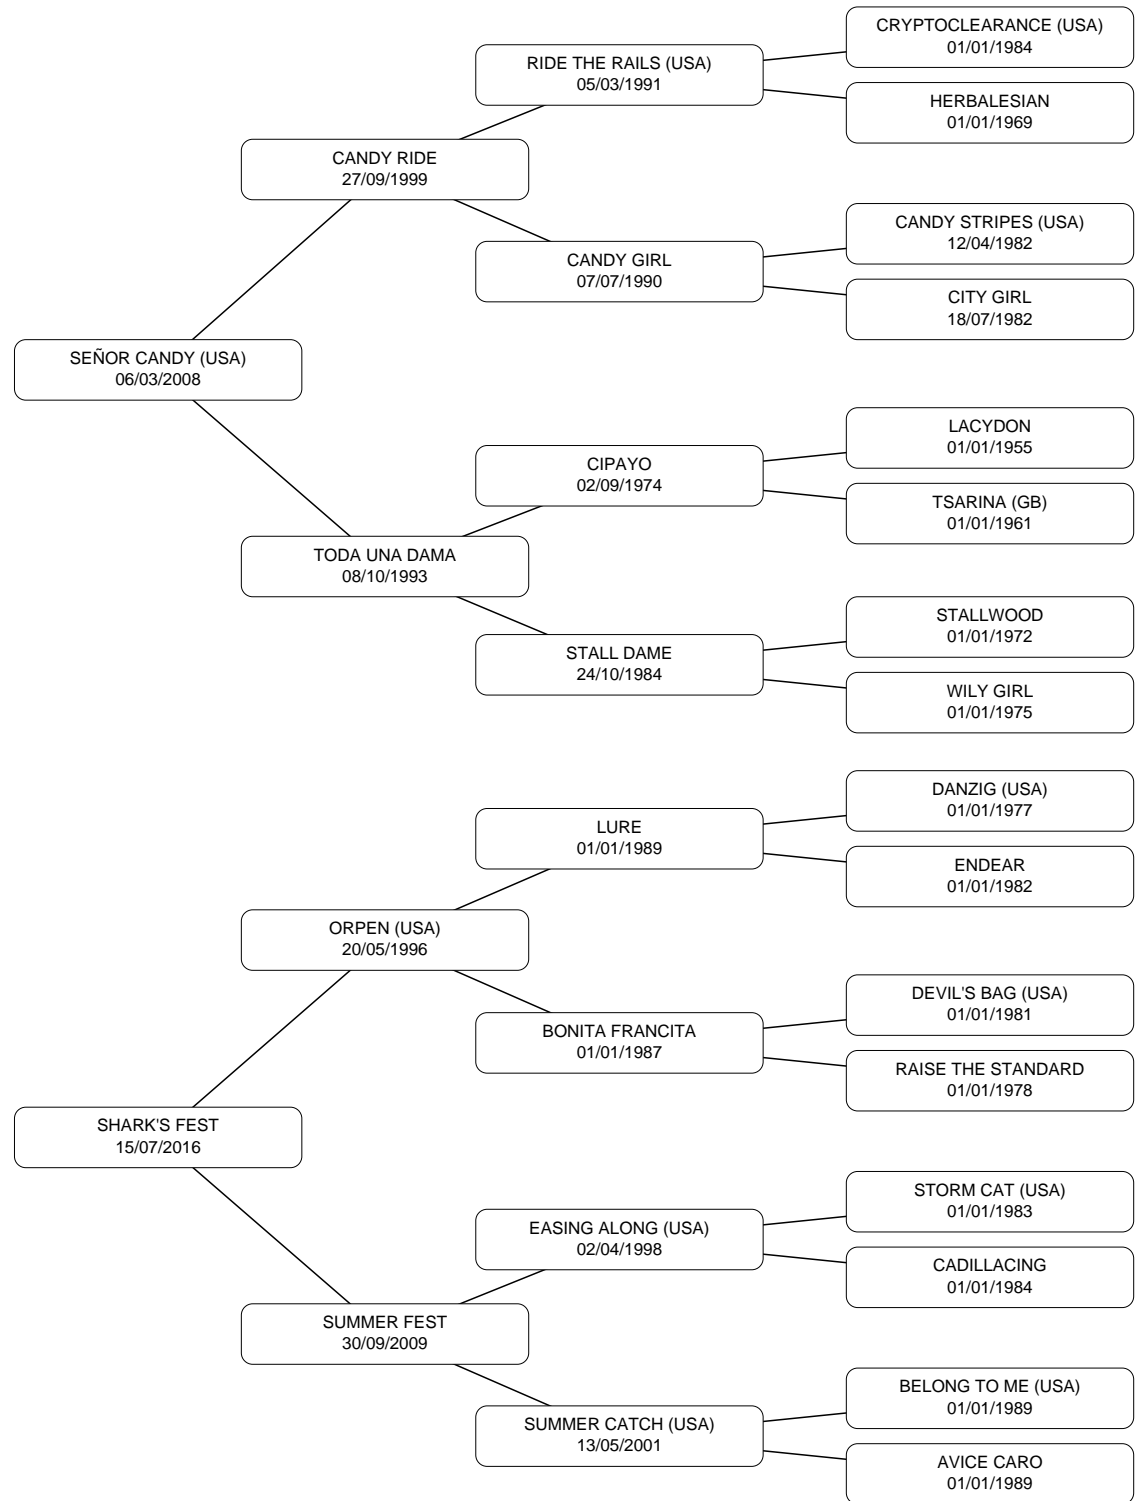 CRYPTOCLEARANCE (USA)
01/01/1984
RIDE THE RAILS (USA)
05/03/1991
HERBALESIAN
01/01/1969
CANDY RIDE
27/09/1999
CANDY STRIPES (USA)
12/04/1982
CANDY GIRL
07/07/1990
CITY GIRL
18/07/1982
SEÑOR CANDY (USA)
06/03/2008
LACYDON
01/01/1955
CIPAYO
02/09/1974
TSARINA (GB)
01/01/1961
TODA UNA DAMA
08/10/1993
STALLWOOD
01/01/1972
STALL DAME
24/10/1984
WILY GIRL
01/01/1975
DANZIG (USA)
01/01/1977
LURE
01/01/1989
ENDEAR
01/01/1982
ORPEN (USA)
20/05/1996
DEVIL'S BAG (USA)
01/01/1981
BONITA FRANCITA
01/01/1987
RAISE THE STANDARD
01/01/1978
SHARK'S FEST
15/07/2016
STORM CAT (USA)
01/01/1983
EASING ALONG (USA)
02/04/1998
CADILLACING
01/01/1984
SUMMER FEST
30/09/2009
BELONG TO ME (USA)
01/01/1989
SUMMER CATCH (USA)
13/05/2001
AVICE CARO
01/01/1989